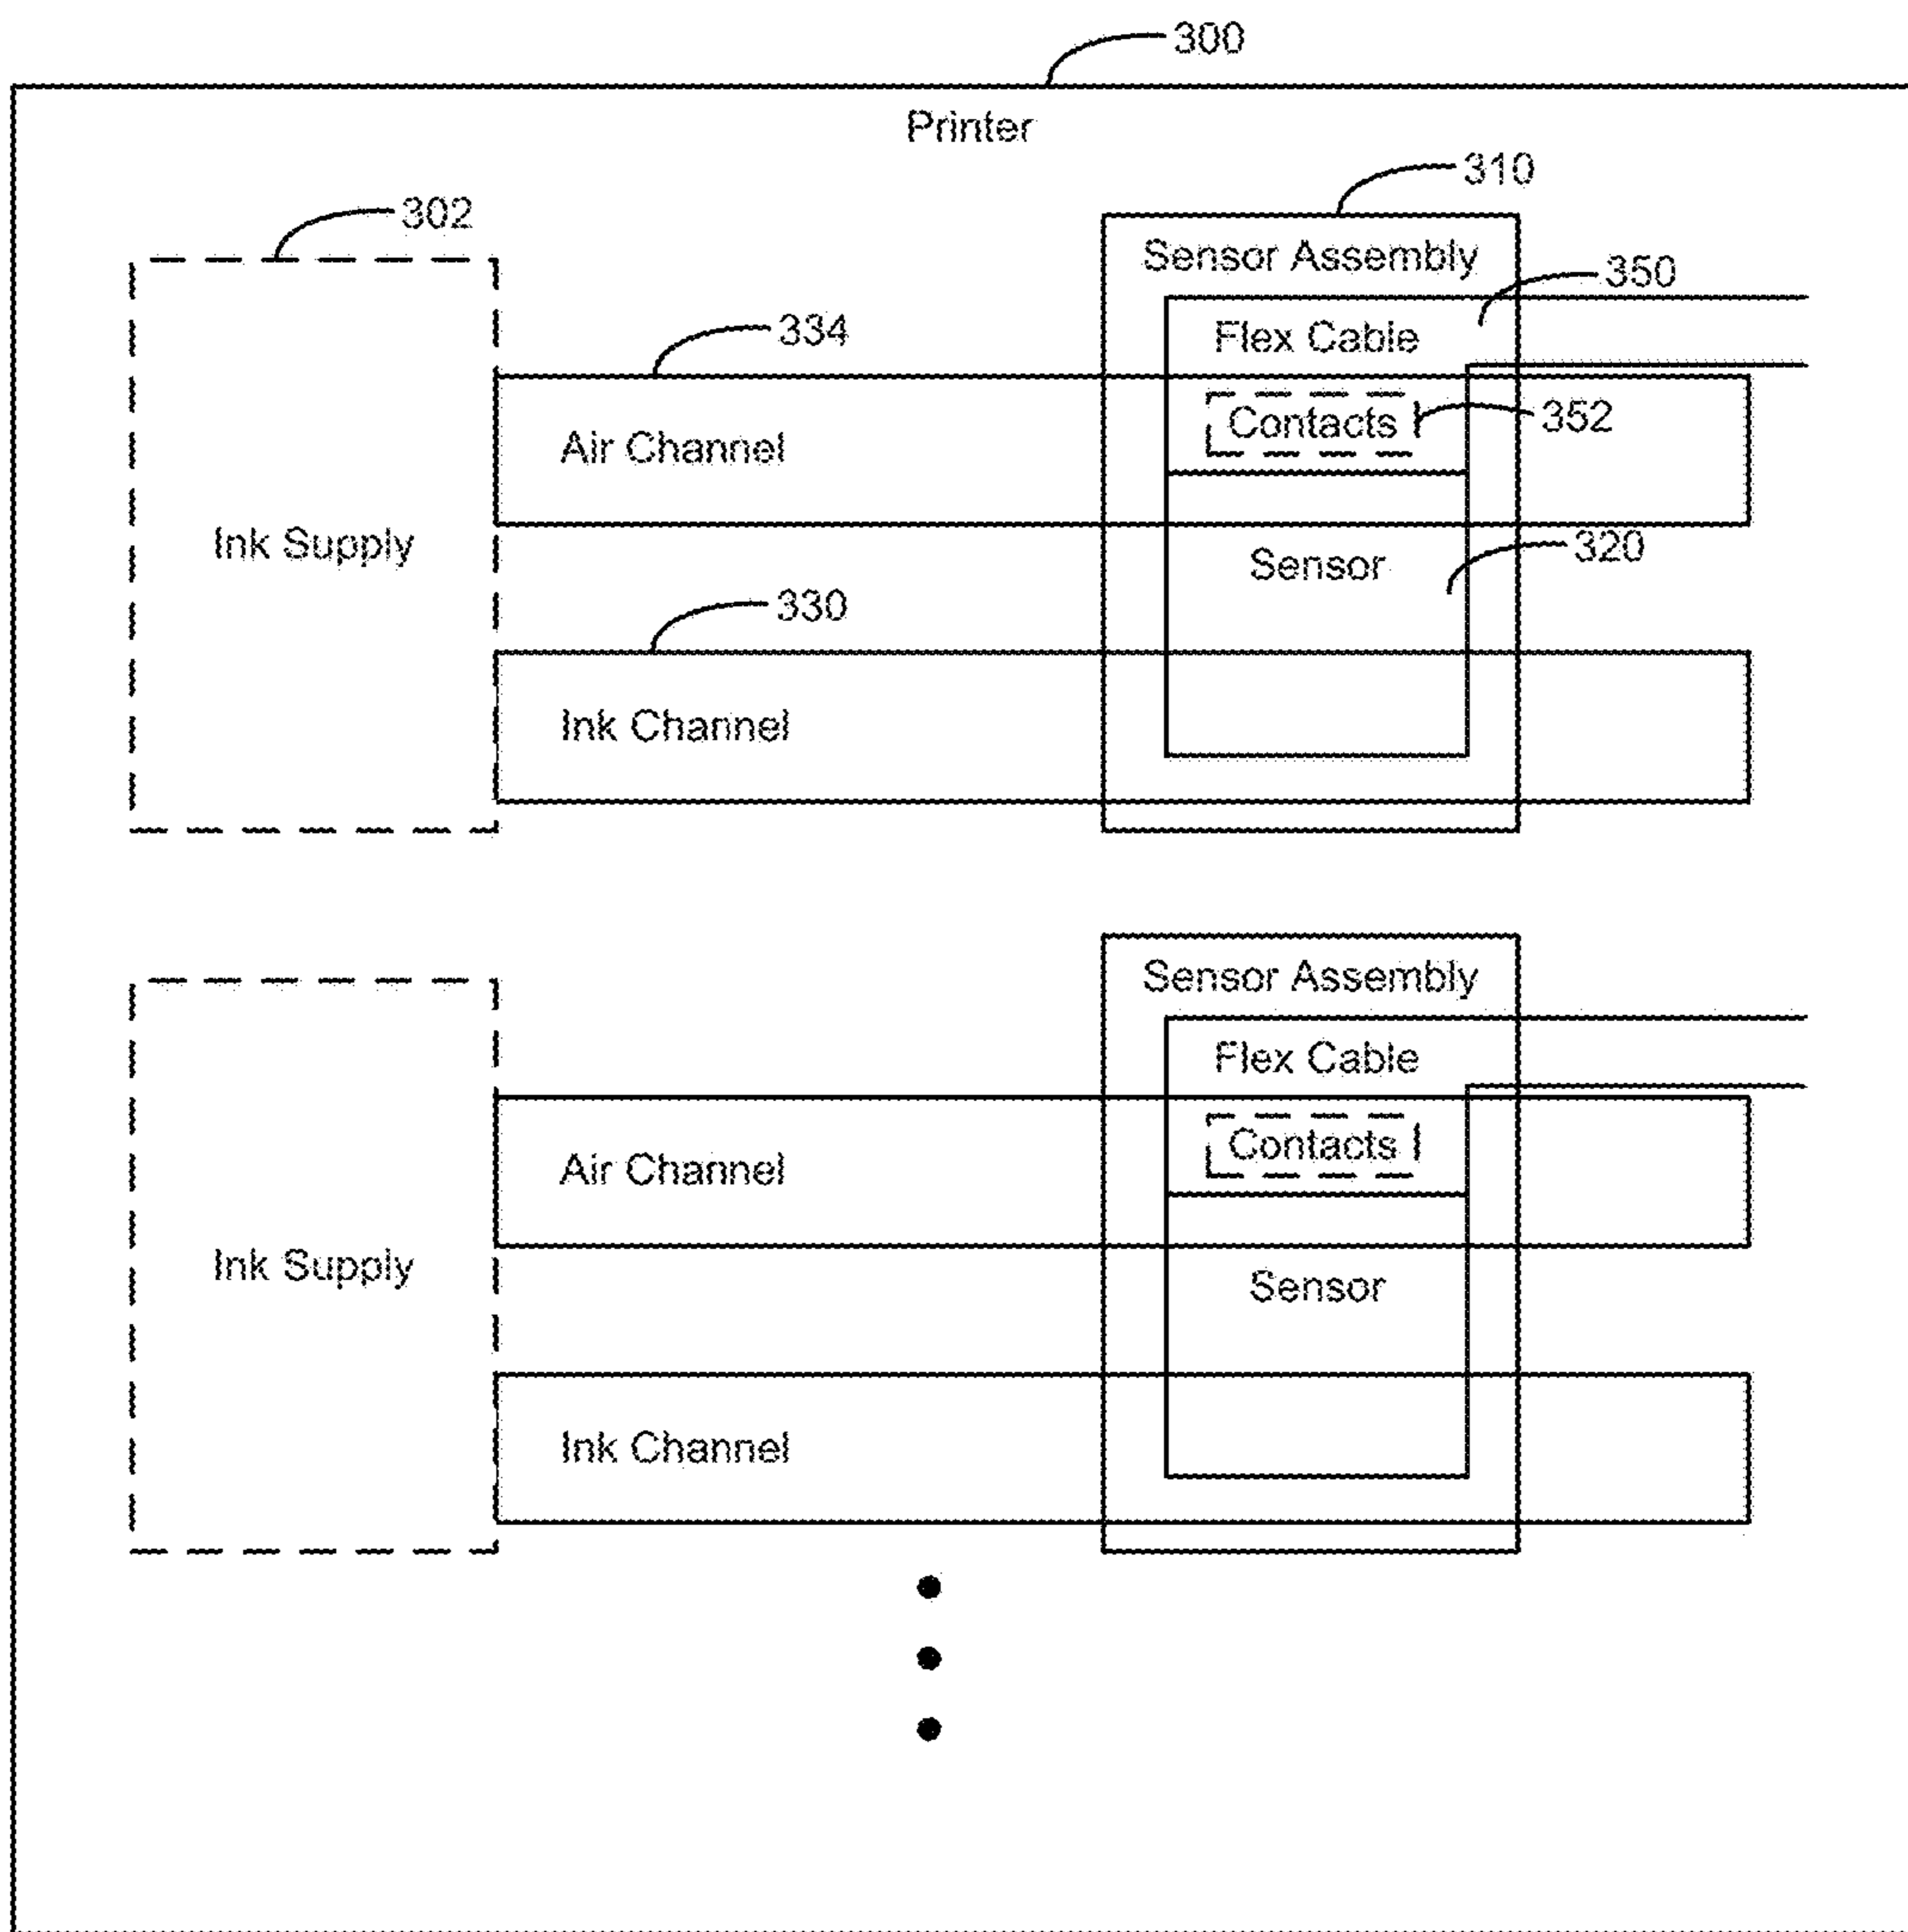 300
Printer
310
302
Sensor Assembly
350
334
Flex Cable
Contacts
352
Air Channel
Ink Supply
320
Sensor
330
Ink Channel
Sensor Assembly
Flex Cable
Contacts
Air Channel
Ink Supply
Sensor
Ink Channel